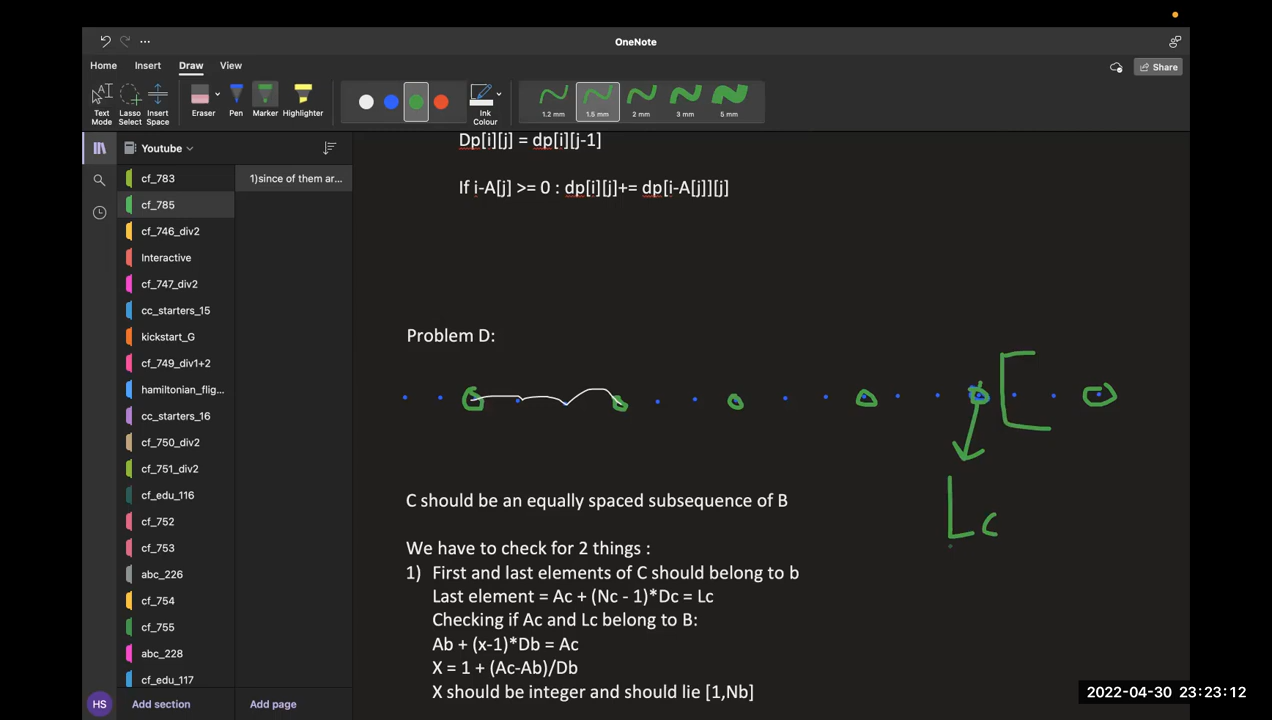 OneNote
Home Insert Draw View
Share
Text Mode
Lasso Select
Insert Space
Eraser
Pen
Marker
Highlighter
Ink Colour
1.2 mm
1.5 mm
2 mm
3 mm
5 mm
Youtube
cf_783
cf_785
cf_746_div2
Interactive
cf_747_div2
cc_starters_15
kickstart_G
cf_749_div1+2
hamiltonian_flig...
cc_starters_16
cf_750_div2
cf_751_div2
cf_edu_116
cf_752
cf_753
abc_226
cf_754
cf_755
abc_228
cf_edu_117
HS
Add section
1)since of them ar...
Add page
Dp[i][j] = dp[i][j-1]
If i-A[j] >= 0 : dp[i][j]+= dp[i-A[j]][j]
Problem D:
Lc
C should be an equally spaced subsequence of B
We have to check for 2 things :
1) First and last elements of C should belong to b
Last element = Ac + (Nc - 1)*Dc = Lc
Checking if Ac and Lc belong to B:
Ab + (x-1)*Db = Ac
X = 1 + (Ac-Ab)/Db
X should be integer and should lie [1,Nb]
2022-04-30 23:23:12